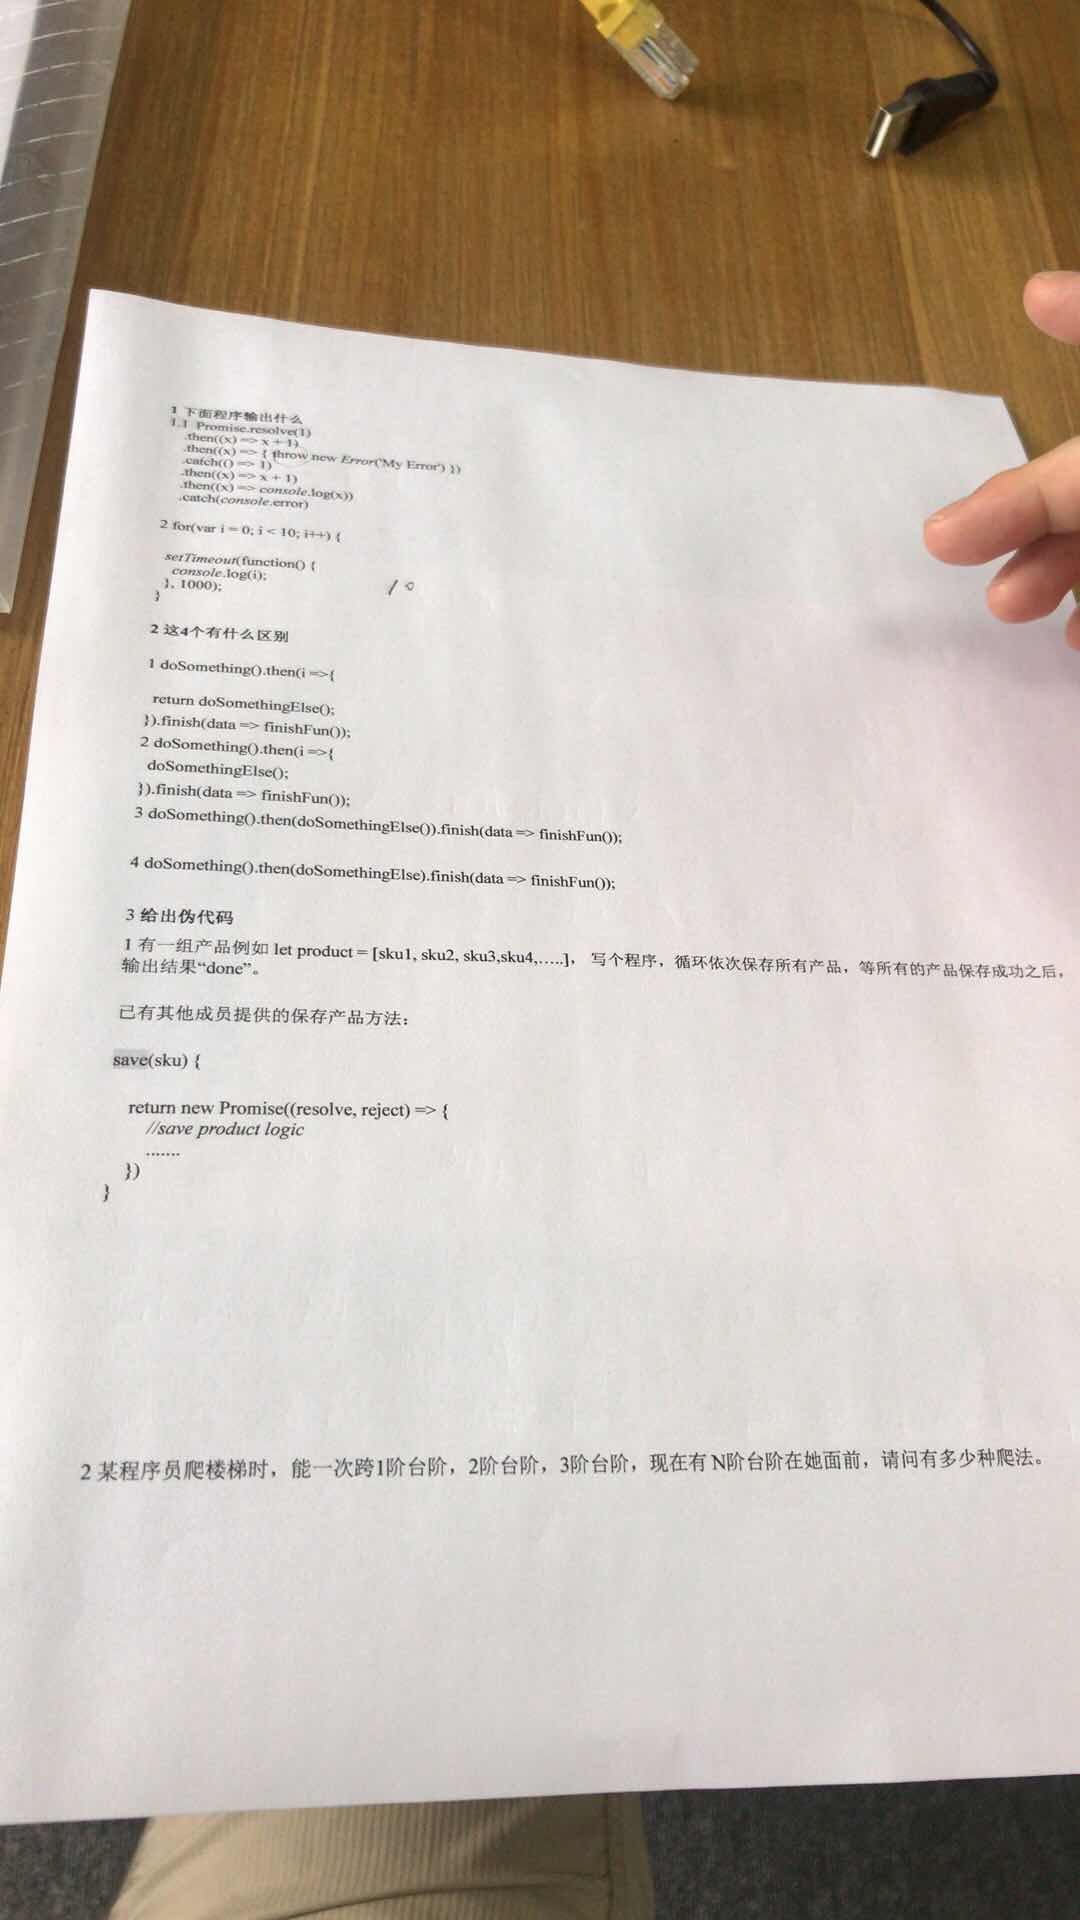 1 下面程序输出什么
1.1 Promise.resolve(1)
.then((x) => x + 1)
.then((x) => { throw new Error('My Error') })
.catch(() => 1)
.then((x) => x + 1)
.then((x) => console.log(x))
.catch(console.error)
2 for(var i = 0; i < 10; i++) {
setTimeout(function() {
console.log(i);
}, 1000);
}
10
2 这4个有什么区别
1 doSomething().then(i =>{
return doSomethingElse();
}).finish(data => finishFun());
2 doSomething().then(i =>{
doSomethingElse();
}).finish(data => finishFun());
3 doSomething().then(doSomethingElse()).finish(data => finishFun());
4 doSomething().then(doSomethingElse).finish(data => finishFun());
3 给出伪代码
1 有一组产品例如 let product = [sku1, sku2, sku3,sku4,…..]， 写个程序，循环依次保存所有产品，等所有的产品保存成功之后，
输出结果“done”。
已有其他成员提供的保存产品方法：
save(sku) {
return new Promise((resolve, reject) => {
//save product logic
.......
})
}
2 某程序员爬楼梯时，能一次跨1阶台阶，2阶台阶，3阶台阶，现在有N阶台阶在她面前，请问有多少种爬法。